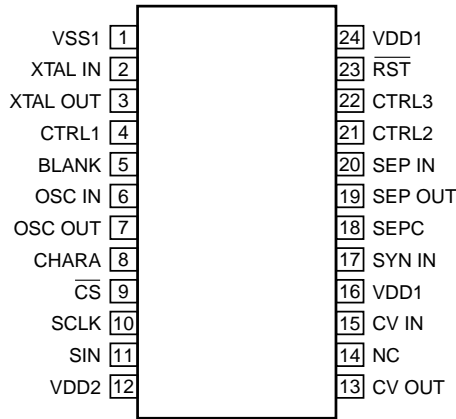 VSS1 1 24 VDD1
XTAL IN 2 23 R̅S̅T̅
XTAL OUT 3 22 CTRL3
CTRL1 4 21 CTRL2
BLANK 5 20 SEP IN
OSC IN 6 19 SEP OUT
OSC OUT 7 18 SEPC
CHARA 8 17 SYN IN
C̅S̅ 9 16 VDD1
SCLK 10 15 CV IN
SIN 11 14 NC
VDD2 12 13 CV OUT